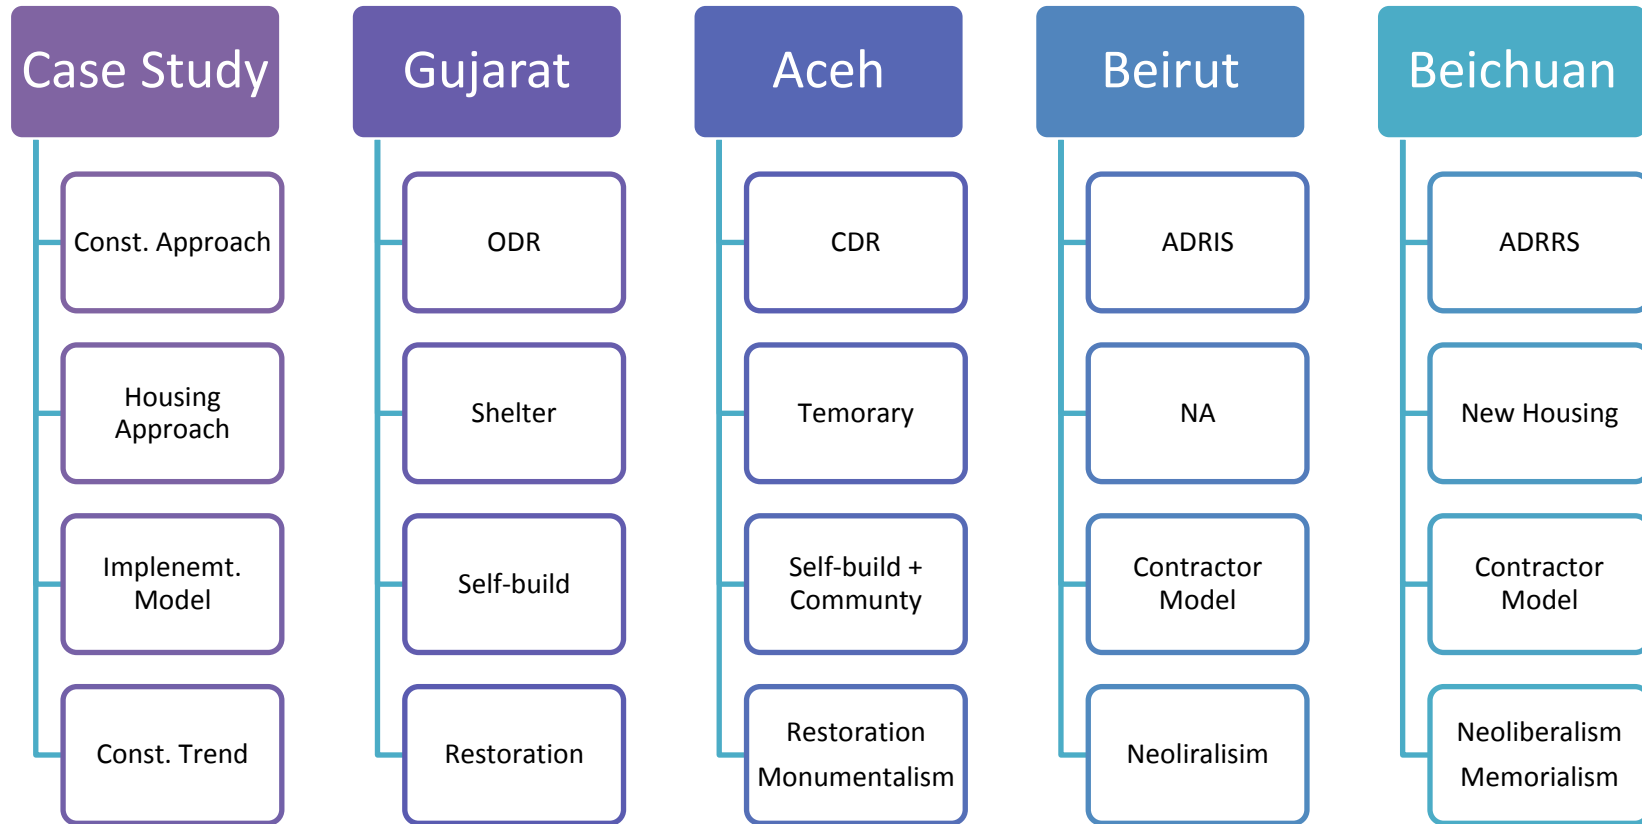 Case Study
Const. Approach
Housing
Approach
Implenemt.
Model
Const. Trend
Gujarat
ODR
Shelter
Self-build
Restoration
Aceh
CDR
Temorary
Self-build +
Communty
Restoration
Monumentalism
Beirut
ADRIS
NA
Contractor
Model
Neoliralisim
Beichuan
ADRRS
New Housing
Contractor
Model
Neoliberalism
Memorialism